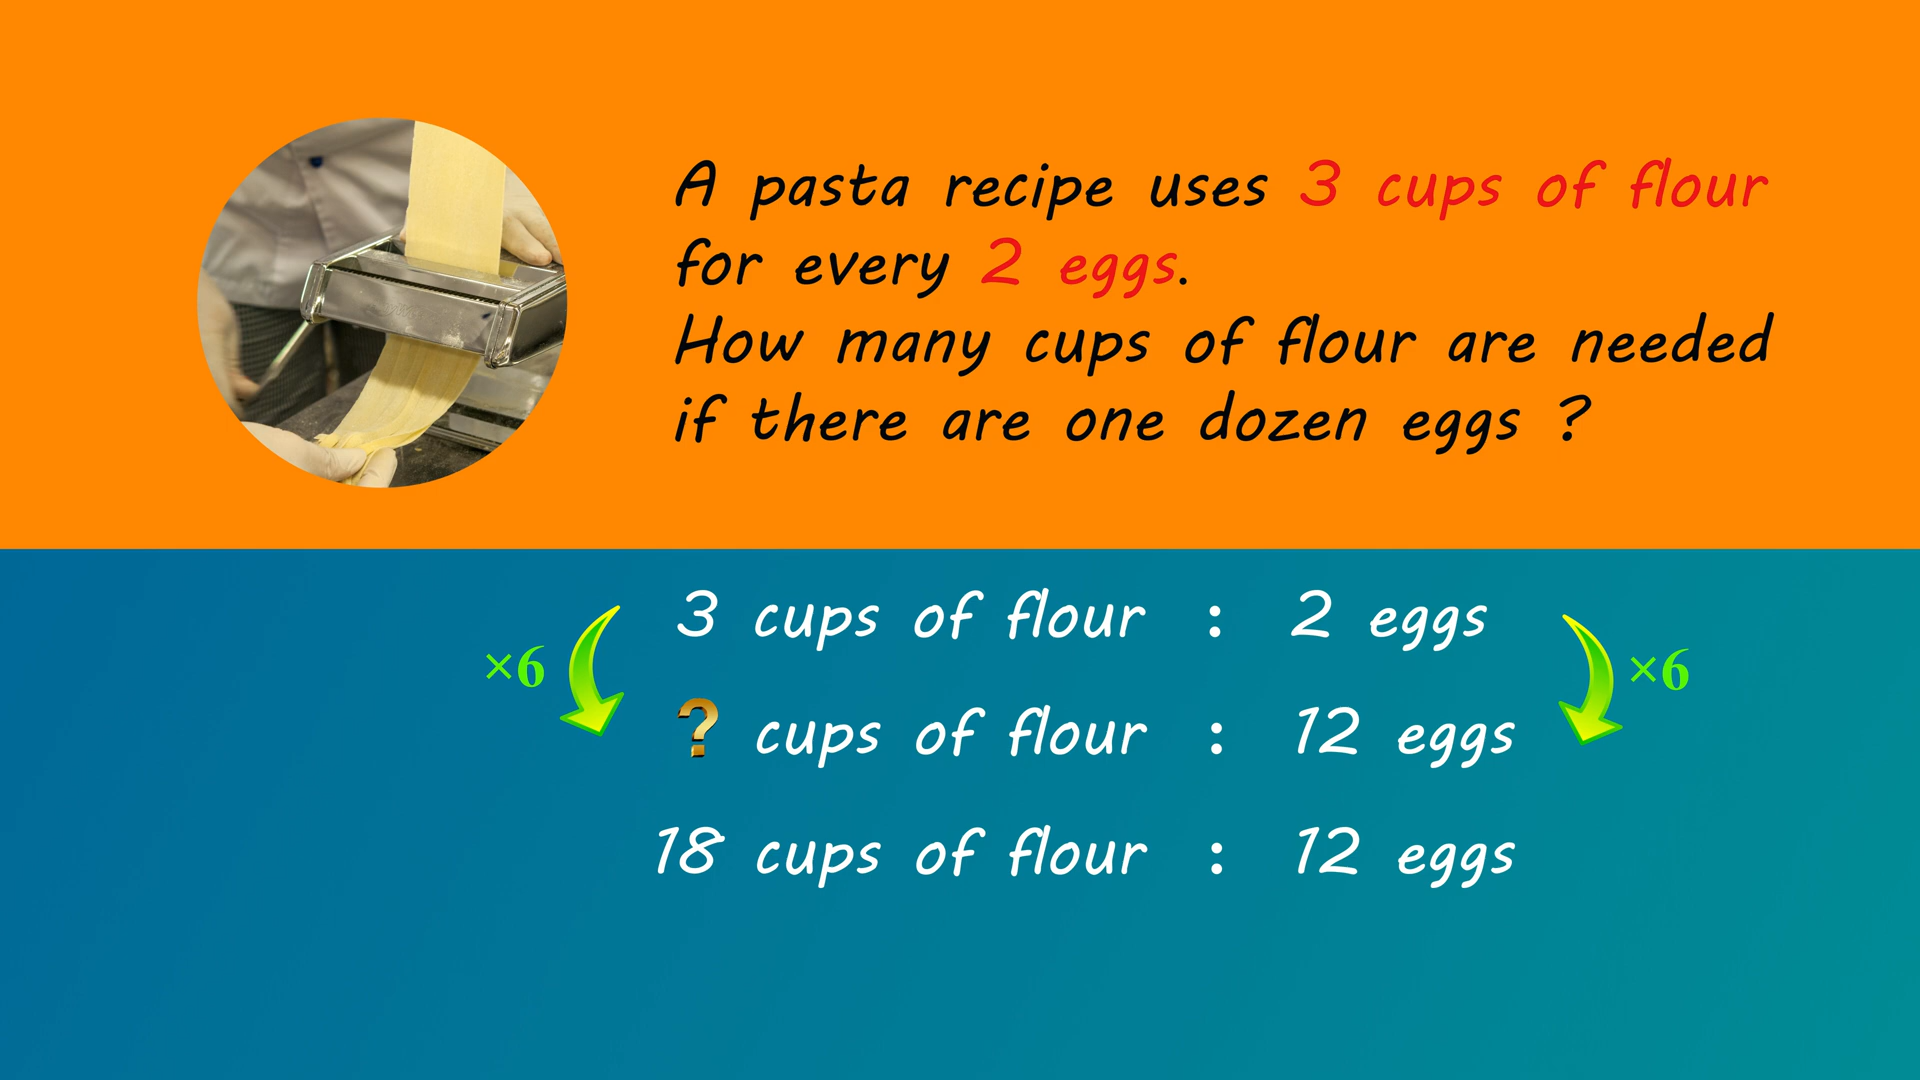 A pasta recipe uses 3 cups of flour
for every 2 eggs.
How many cups of flour are needed
if there are one dozen eggs ?
3 cups of flour : 2 eggs
×6
×6
? cups of flour : 12 eggs
18 cups of flour : 12 eggs